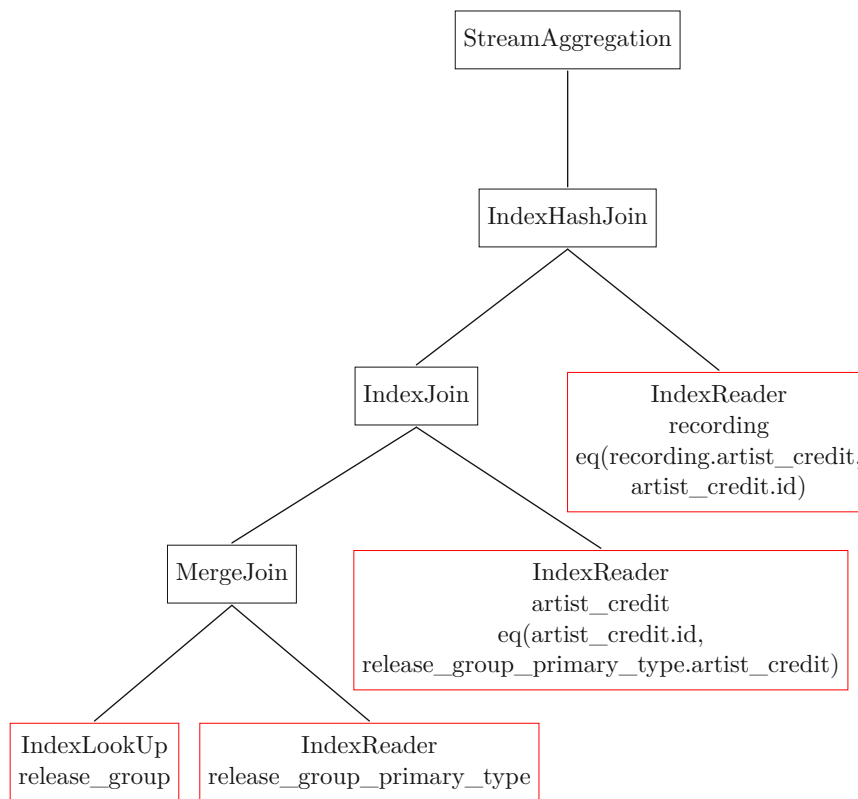 StreamAggregation
IndexHashJoin
IndexJoin
IndexReader
recording
eq(recording.artist_credit,
artist_credit.id)
MergeJoin
IndexReader
artist_credit
eq(artist_credit.id,
release_group_primary_type.artist_credit)
IndexLookUp
release_group
IndexReader
release_group_primary_type